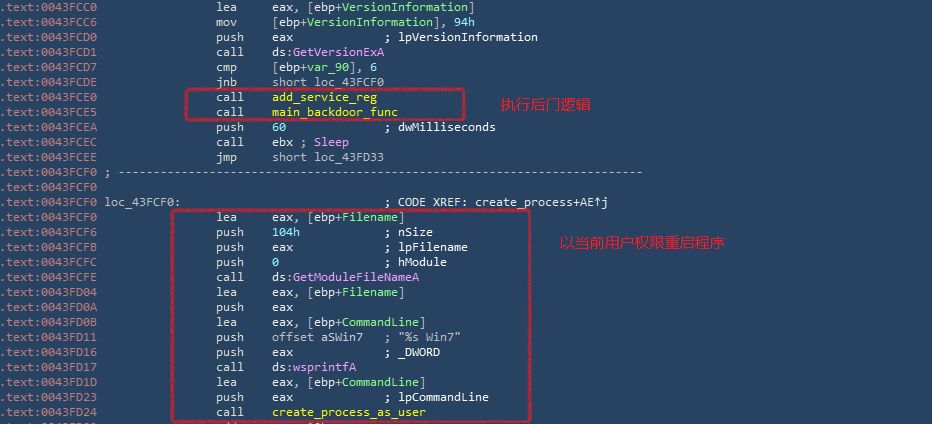 .text:0043FCC0 lea eax, [ebp+VersionInformation]
.text:0043FCC6 mov [ebp+VersionInformation], 94h
.text:0043FCD0 push eax ; lpVersionInformation
.text:0043FCD1 call ds:GetVersionExA
.text:0043FCD7 cmp [ebp+var_90], 6
.text:0043FCDE jnb short loc_43FCF0
.text:0043FCE0 call add_service_reg
执行后门逻辑
.text:0043FCE5 call main_backdoor_func
.text:0043FCEA push 60 ; dwMilliseconds
.text:0043FCEC call ebx ; Sleep
.text:0043FCEE jmp short loc_43FD33
.text:0043FCF0 ; ---------------------------------------------------------------------------
.text:0043FCF0
.text:0043FCF0 loc_43FCF0: ; CODE XREF: create_process+AE↑j
.text:0043FCF0 lea eax, [ebp+Filename]
.text:0043FCF6 push 104h ; nSize
以当前用户权限重启程序
.text:0043FCFB push eax ; lpFilename
.text:0043FCFC push 0 ; hModule
.text:0043FCFE call ds:GetModuleFileNameA
.text:0043FD04 lea eax, [ebp+Filename]
.text:0043FD0A push eax
.text:0043FD0B lea eax, [ebp+CommandLine]
.text:0043FD11 push offset aSWin7 ; "%s Win7"
.text:0043FD16 push eax ; _DWORD
.text:0043FD17 call ds:wsprintfA
.text:0043FD1D lea eax, [ebp+CommandLine]
.text:0043FD23 push eax ; lpCommandLine
.text:0043FD24 call create_process_as_user